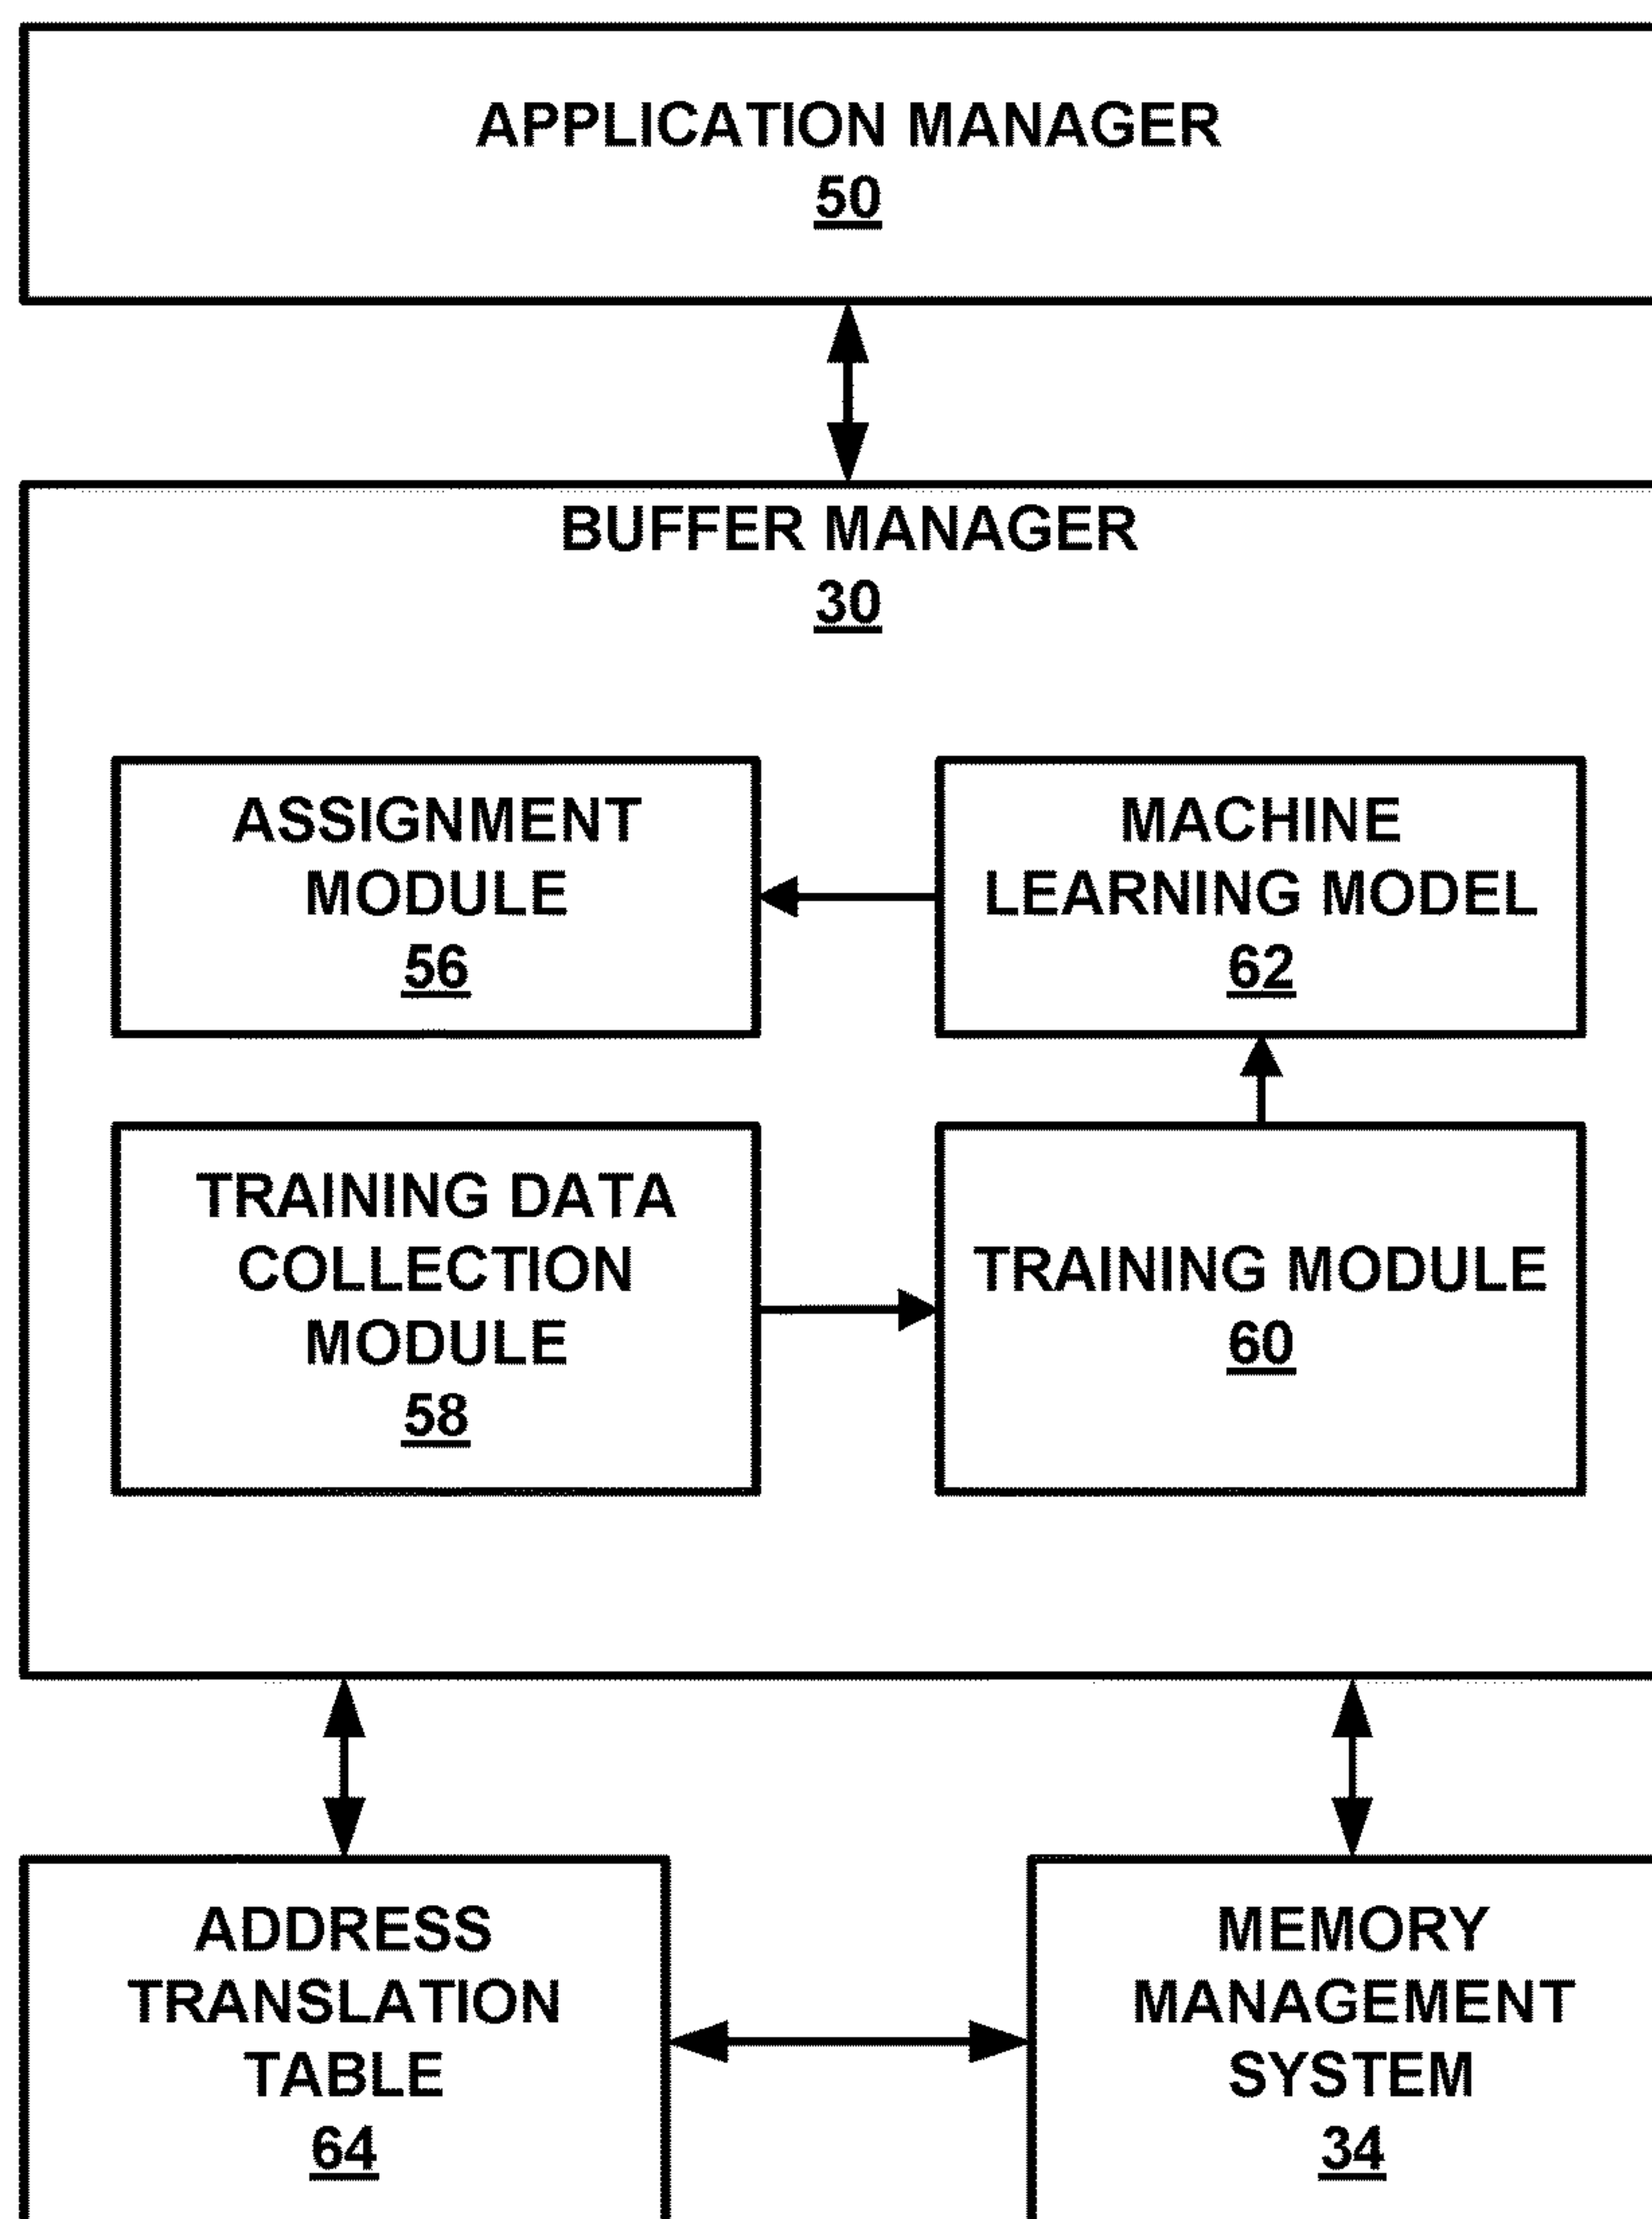 APPLICATION MANAGER
50
BUFFER MANAGER
30
ASSIGNMENT
MODULE
56
MACHINE
LEARNING MODEL
62
TRAINING DATA
COLLECTION
MODULE
58
TRAINING MODULE
60
ADDRESS
TRANSLATION
TABLE
64
MEMORY
MANAGEMENT
SYSTEM
34